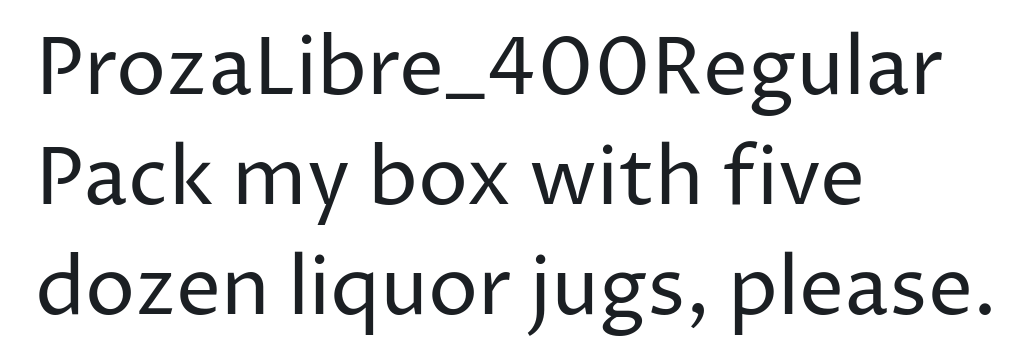 ProzaLibre_400Regular
Pack my box with five
dozen liquor jugs, please.